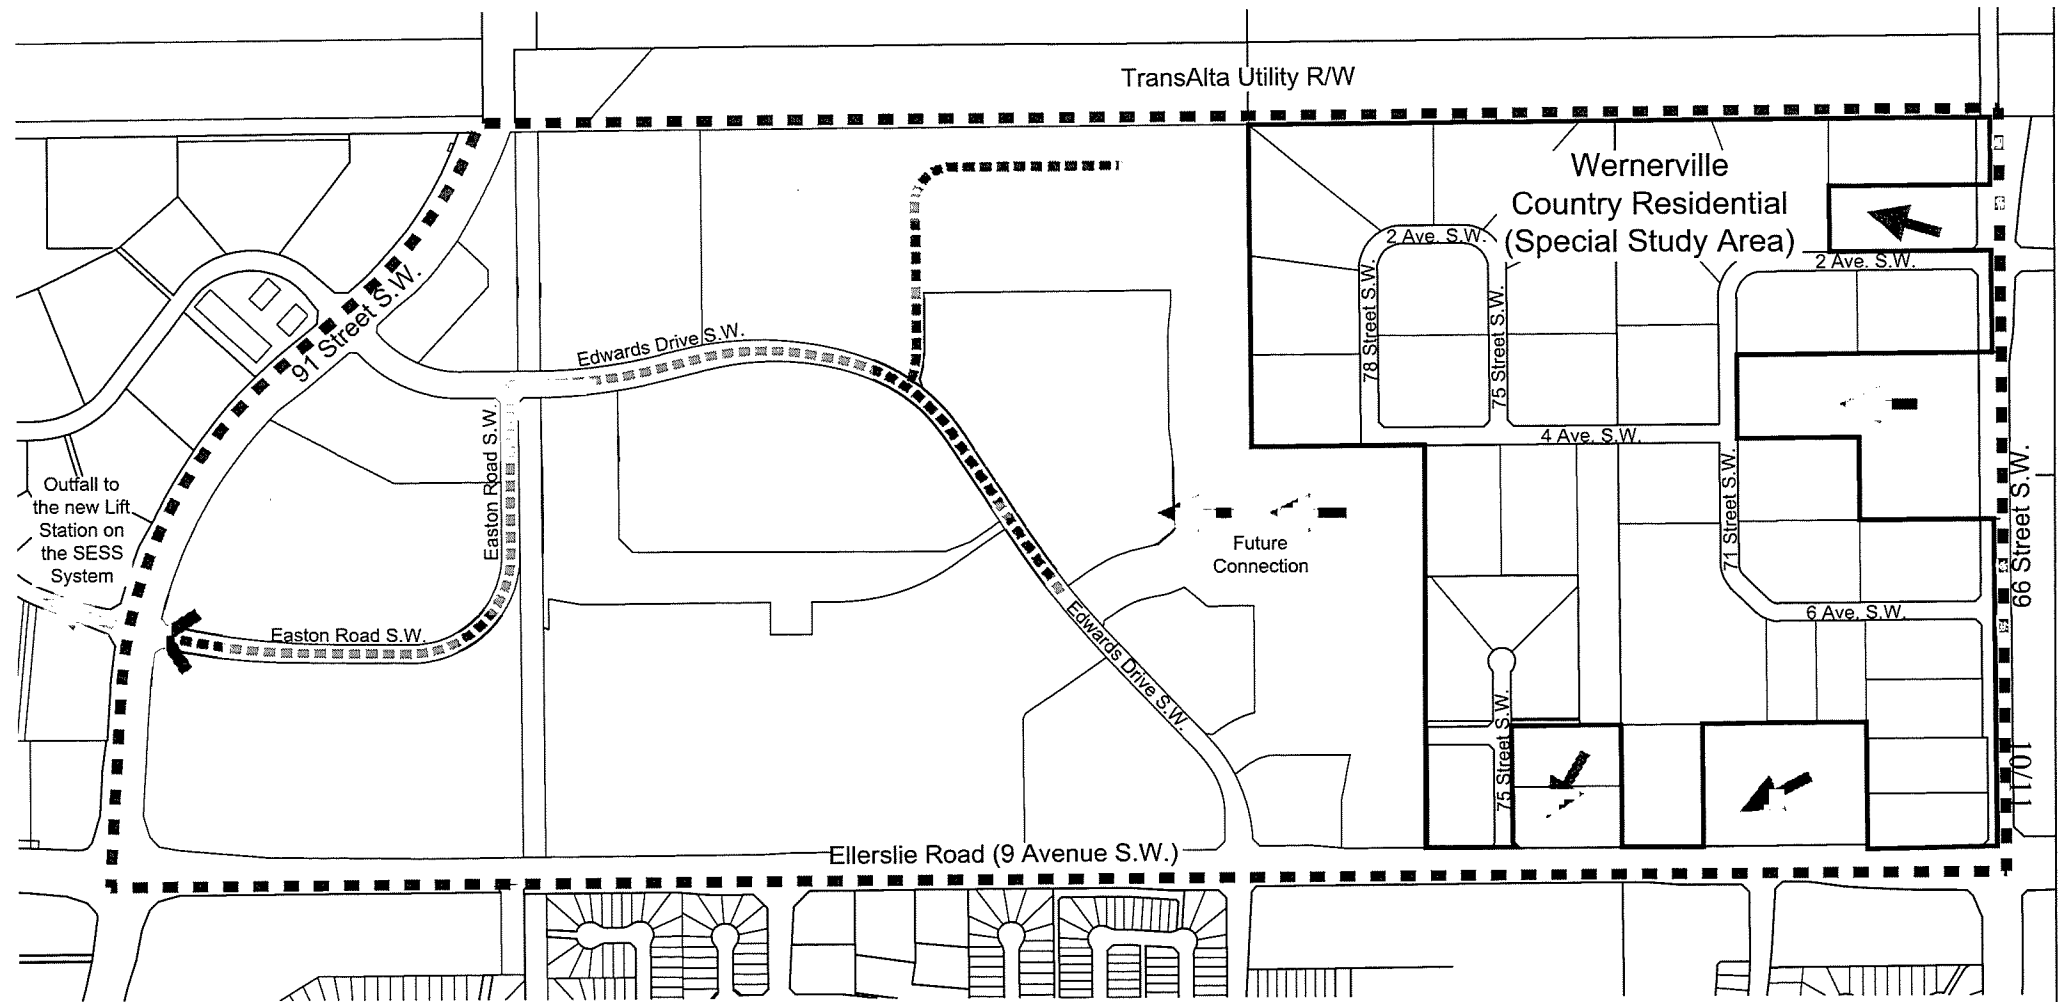 TransAlta Utility R/W
Wernerville
Country Residential
(Special Study Area)
2 Ave. S.W.
2 Ave. S.W.
91 Street S.W.
Edwards Drive S.W.
78 Street S.W.
75 Street S.W.
4 Ave. S.W.
Easton Road S.W.
Outfall to
the new Lift
Station on
the SESS
System
71 Street S.W.
66 Street S.W.
Future
Connection
Easton Road S.W.
Edwards Drive S.W.
6 Ave. S.W.
75 Street S.W.
10711
Ellerslie Road (9 Avenue S.W.)